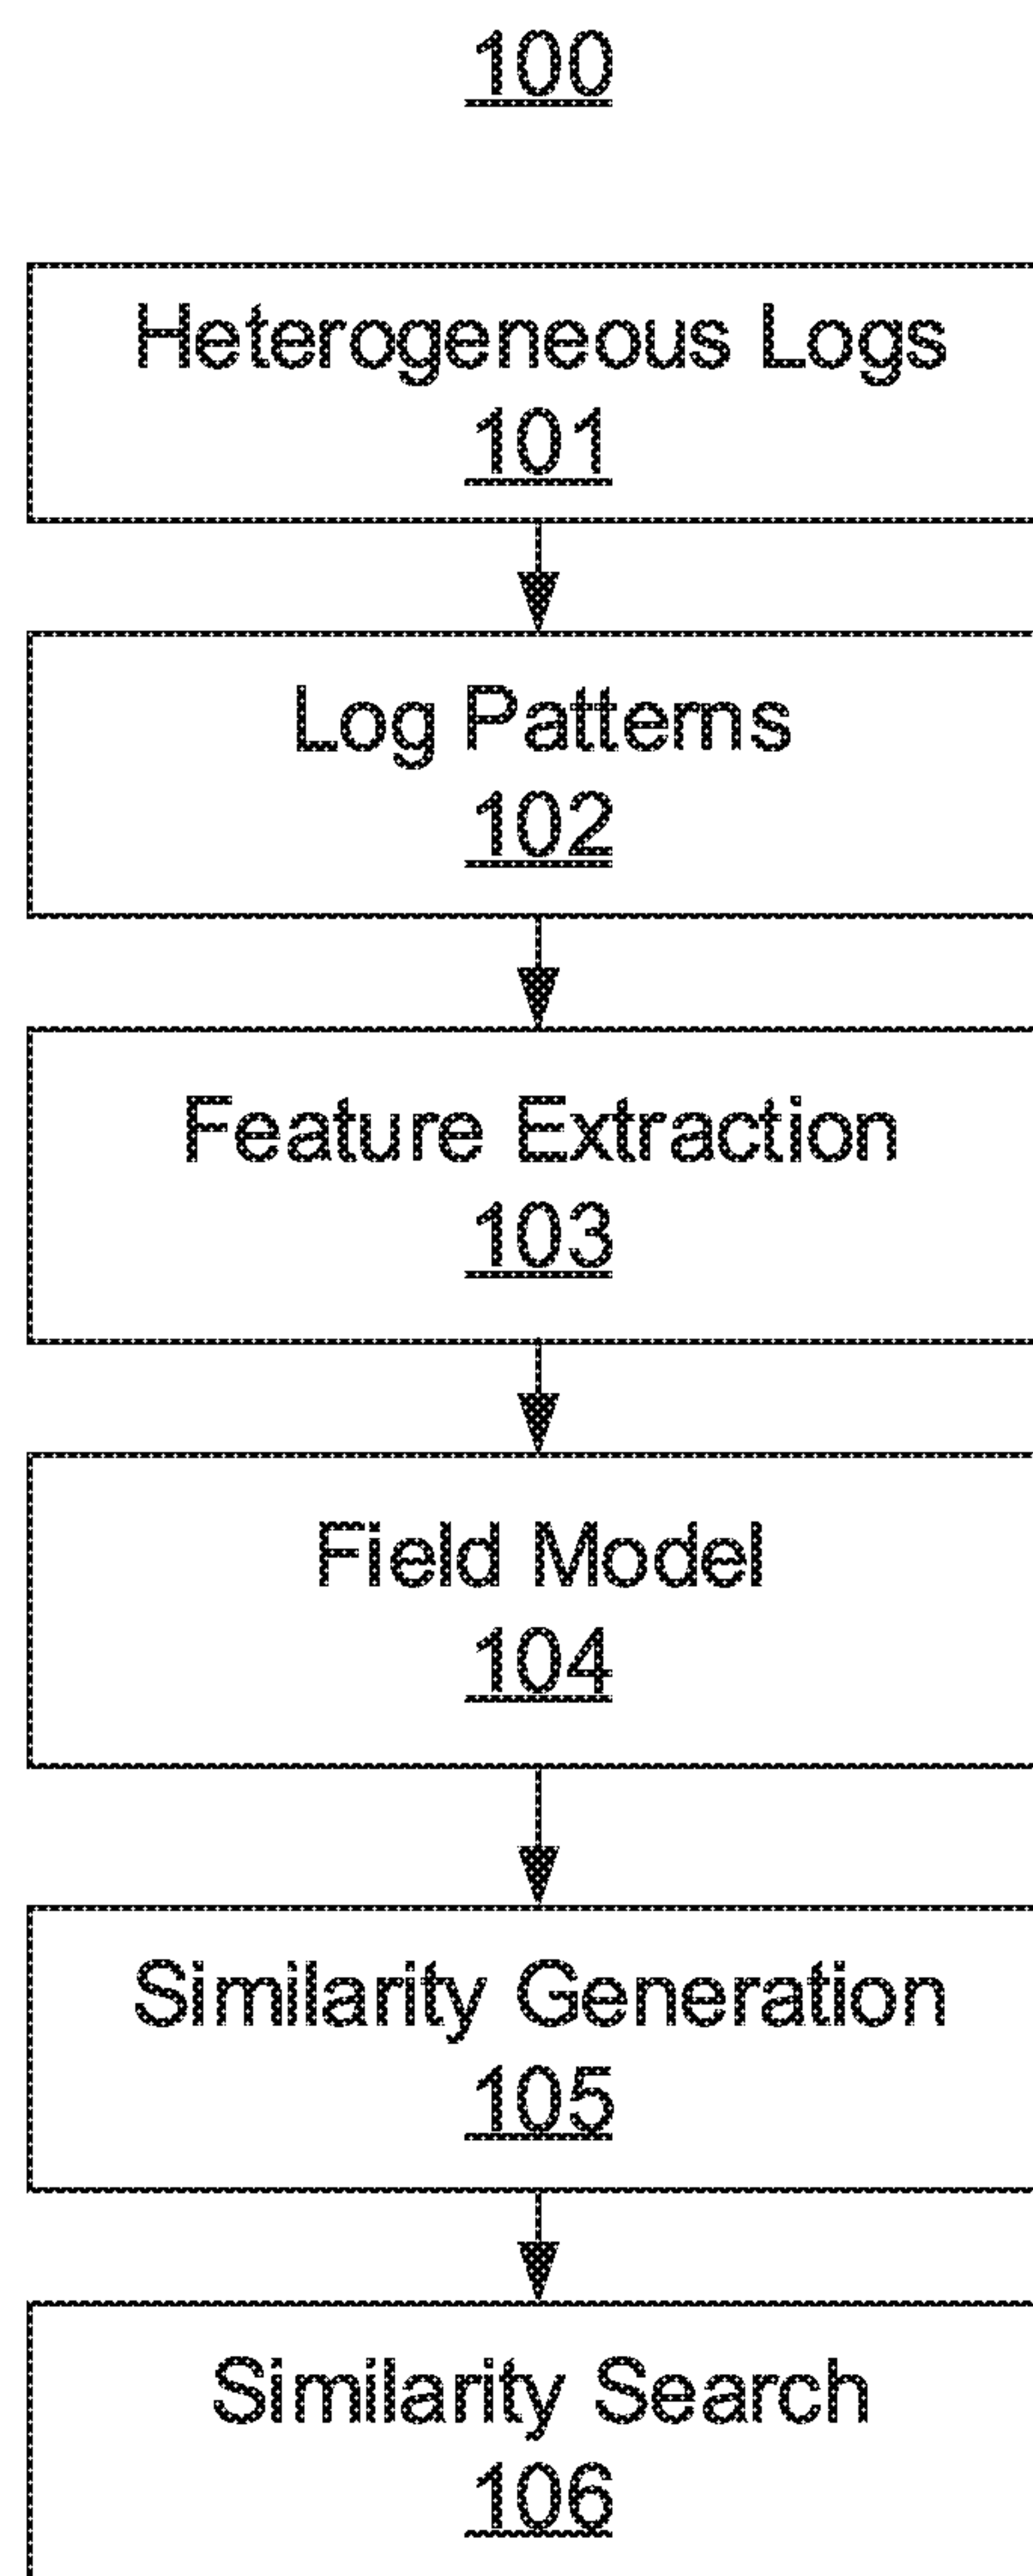 100
Heterogeneous Logs
101
Log Patterns
102
Feature Extraction
103
Field Model
104
Similarity Generation
105
Similarity Search
106